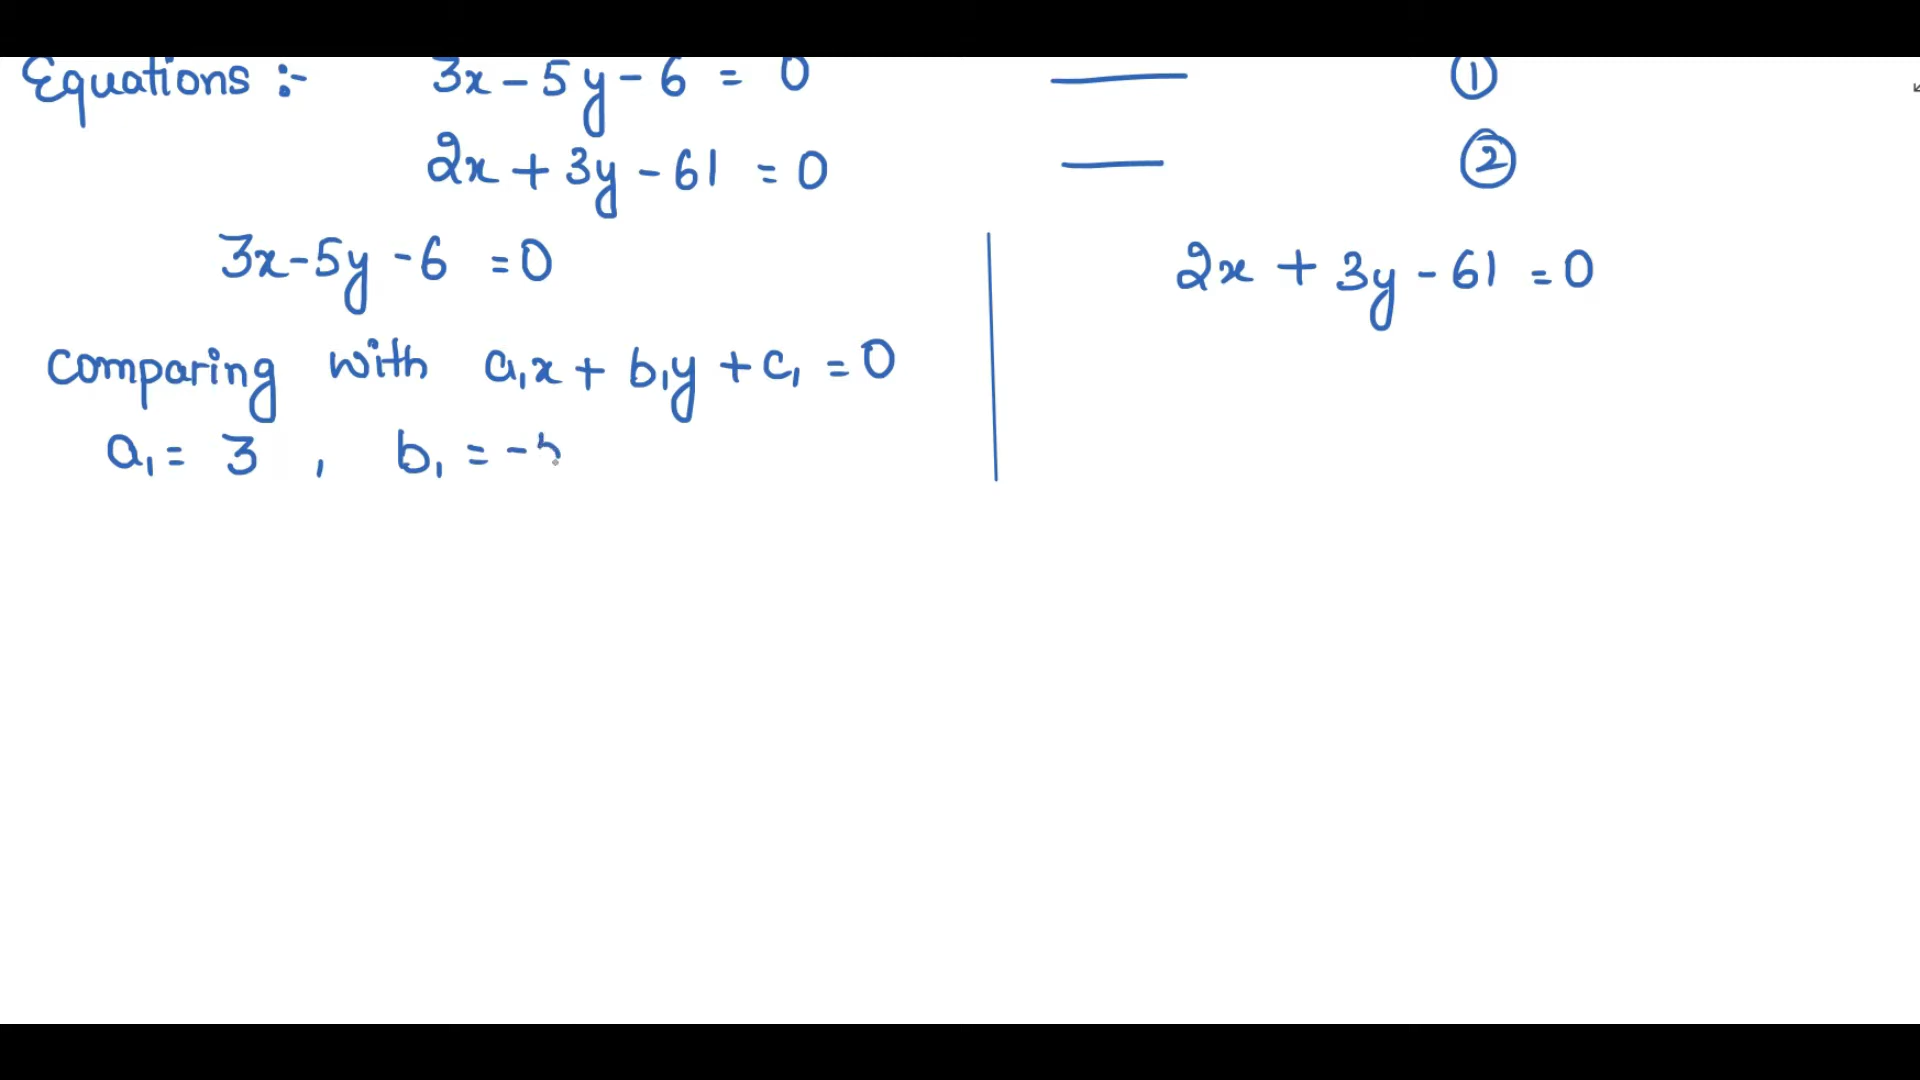 Equations :- 3x - 5y - 6 = 0 —— ①
2x + 3y - 61 = 0 —— ②
3x - 5y - 6 = 0
comparing with a₁x + b₁y + c₁ = 0
a₁ = 3 , b₁ = -
2x + 3y - 61 = 0